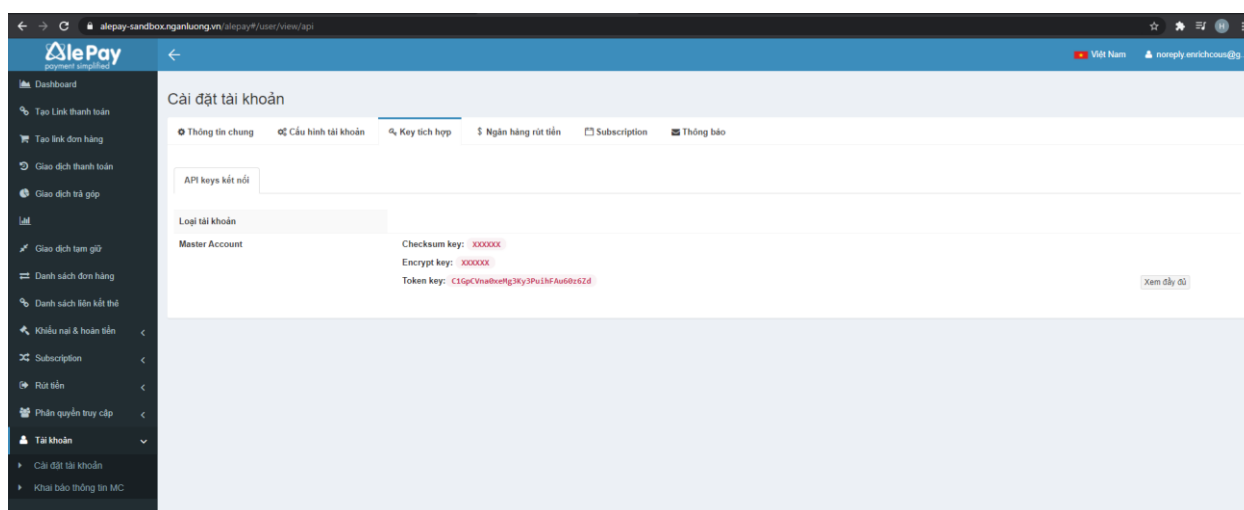 alepay-sandbox.nganluong.vn/alepay#/user/view/api
H
AlePay
payment simplified
Việt Nam
noreply.enrichcous@g
Dashboard
Tạo Link thanh toán
Tạo link đơn hàng
Giao dịch thanh toán
Giao dịch trả góp
Giao dịch tạm giữ
Danh sách đơn hàng
Danh sách liên kết thẻ
Khiếu nại & hoàn tiền
Subscription
Rút tiền
Phân quyền truy cập
Tài khoản
Cài đặt tài khoản
Khai báo thông tin MC
Cài đặt tài khoản
Thông tin chung
Cấu hình tài khoản
Key tích hợp
$ Ngân hàng rút tiền
Subscription
Thông báo
API keys kết nối
Loại tài khoản
Master Account
Checksum key: XXXXXX
Encrypt key: XXXXXX
Token key: C1GpCVna0xeMg3Ky3PuihFAu60z6Zd
Xem đầy đủ